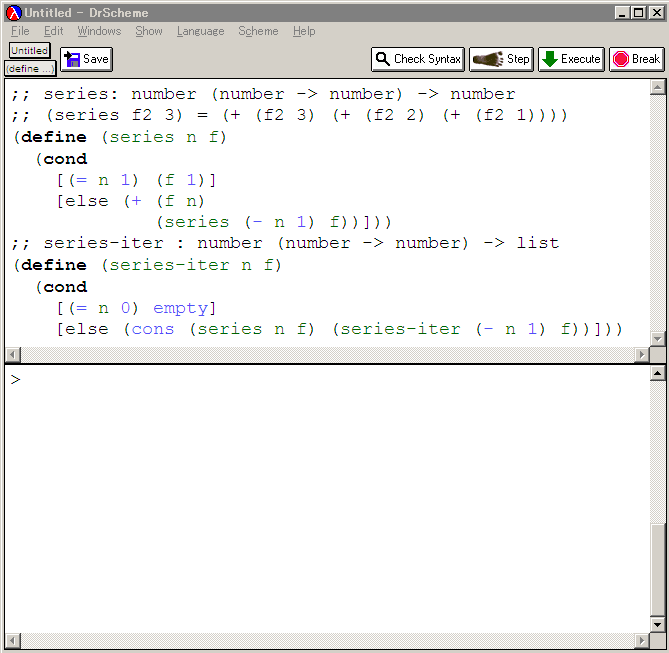 Untitled - DrScheme
File Edit Windows Show Language Scheme Help
Untitled
(define ...)
Save
Check Syntax
Step
Execute
Break
;; series: number (number -> number) -> number
;; (series f2 3) = (+ (f2 3) (+ (f2 2) (+ (f2 1))))
(define (series n f)
  (cond
    [(= n 1) (f 1)]
    [else (+ (f n)
             (series (- n 1) f))]))
;; series-iter : number (number -> number) -> list
(define (series-iter n f)
  (cond
    [(= n 0) empty]
    [else (cons (series n f) (series-iter (- n 1) f))]))
>